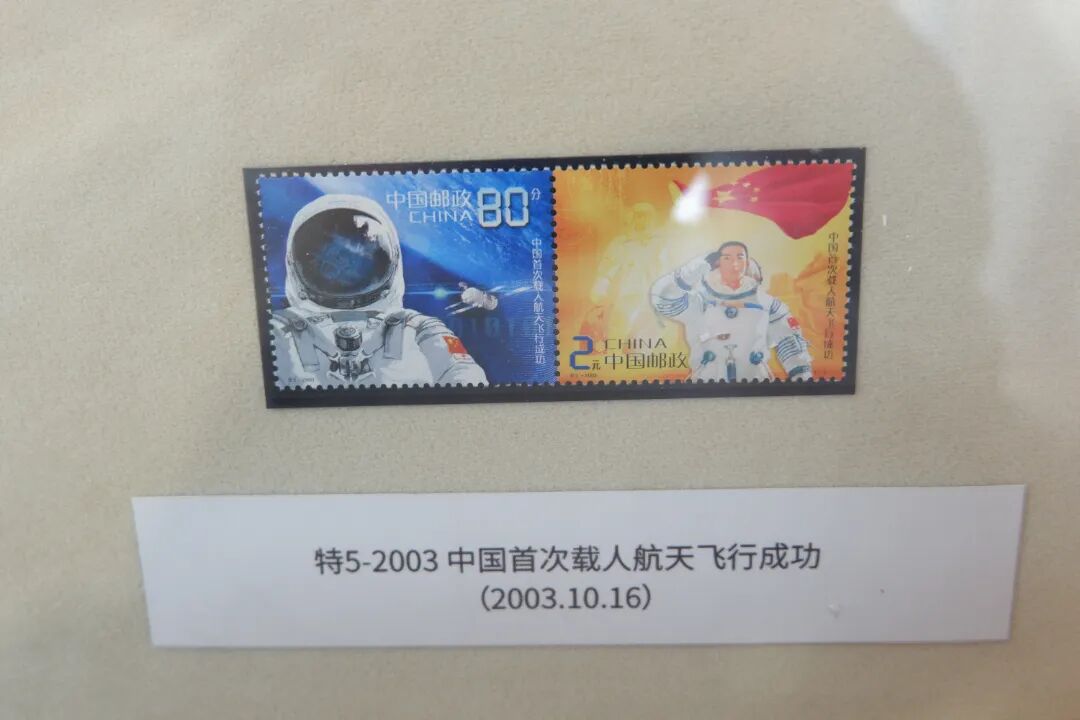 中国邮政 80分
CHINA
中国首次载人航天飞行成功
中国首次载人航天飞行成功
2元 CHINA
中国邮政
特5-2003 中国首次载人航天飞行成功
（2003.10.16）